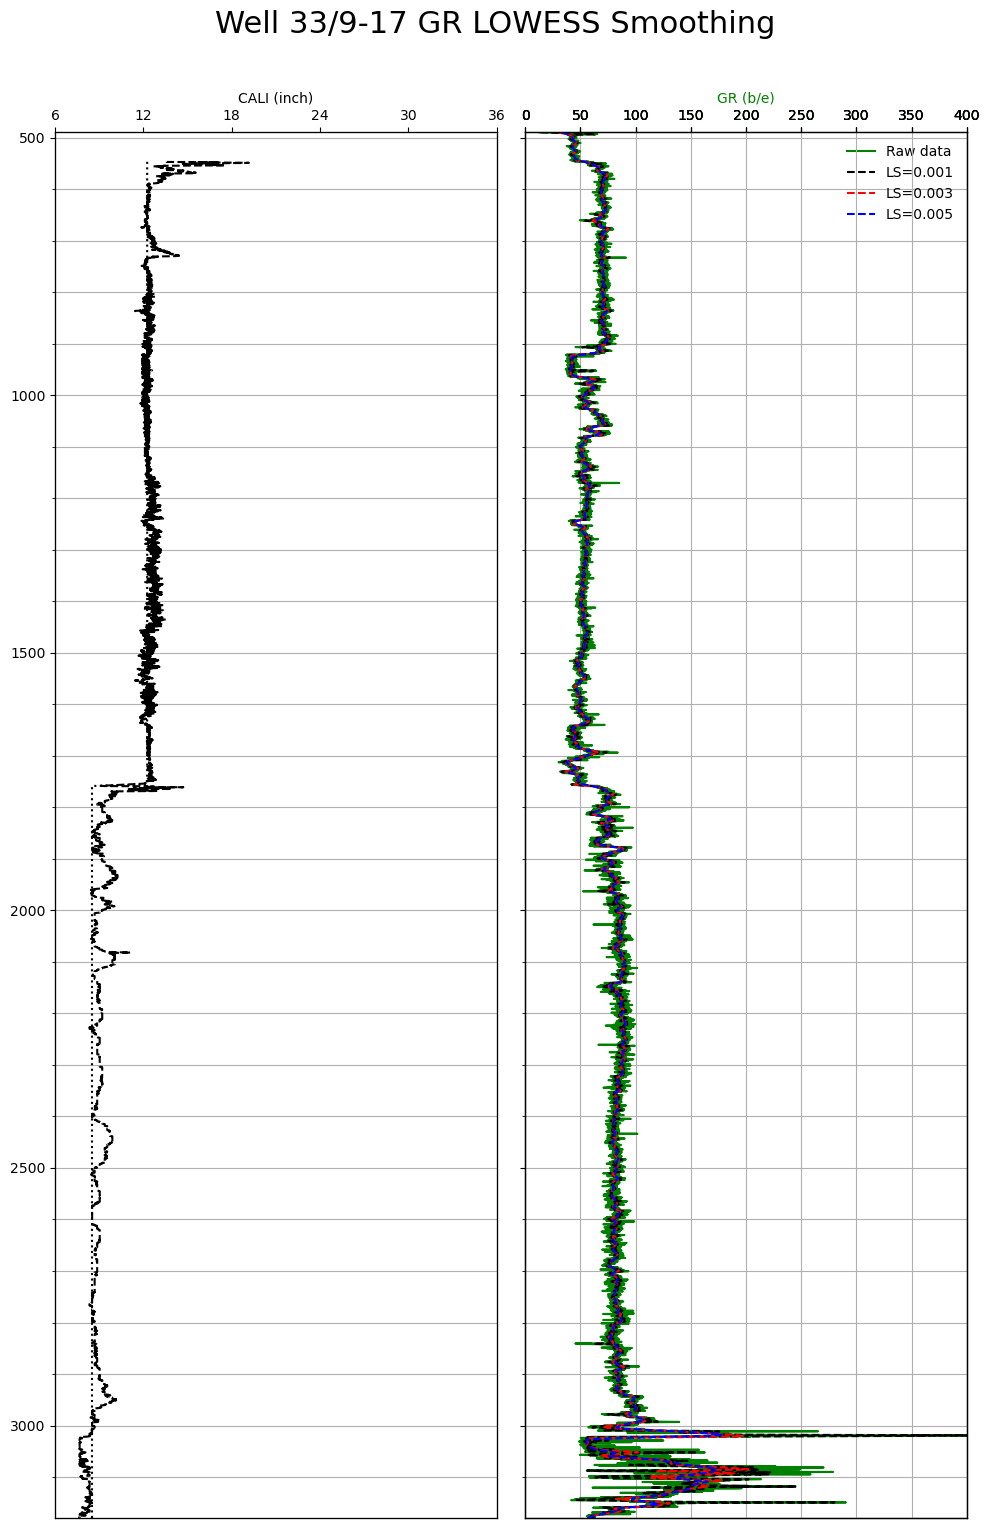 Well 33/9-17 GR LOWESS Smoothing
CALI (inch)
6 12 18 24 30 36
GR (b/e)
0 50 100 150 200 250 300 350 400
500
1000
1500
2000
2500
3000
Raw data
LS=0.001
LS=0.003
LS=0.005